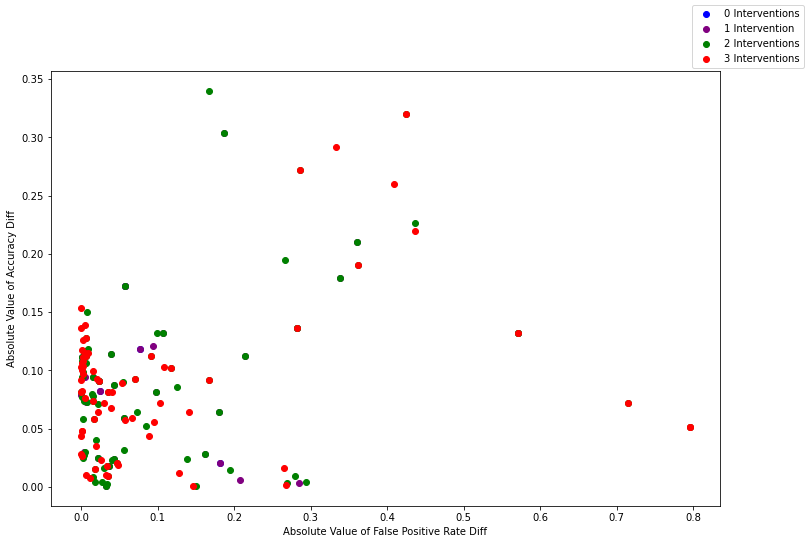 0 Interventions
1 Intervention
2 Interventions
3 Interventions
0.35
0.30
0.25
0.20
0.15
0.10
0.05
0.00
Absolute Value of Accuracy Diff
0.0 0.1 0.2 0.3 0.4 0.5 0.6 0.7 0.8
Absolute Value of False Positive Rate Diff